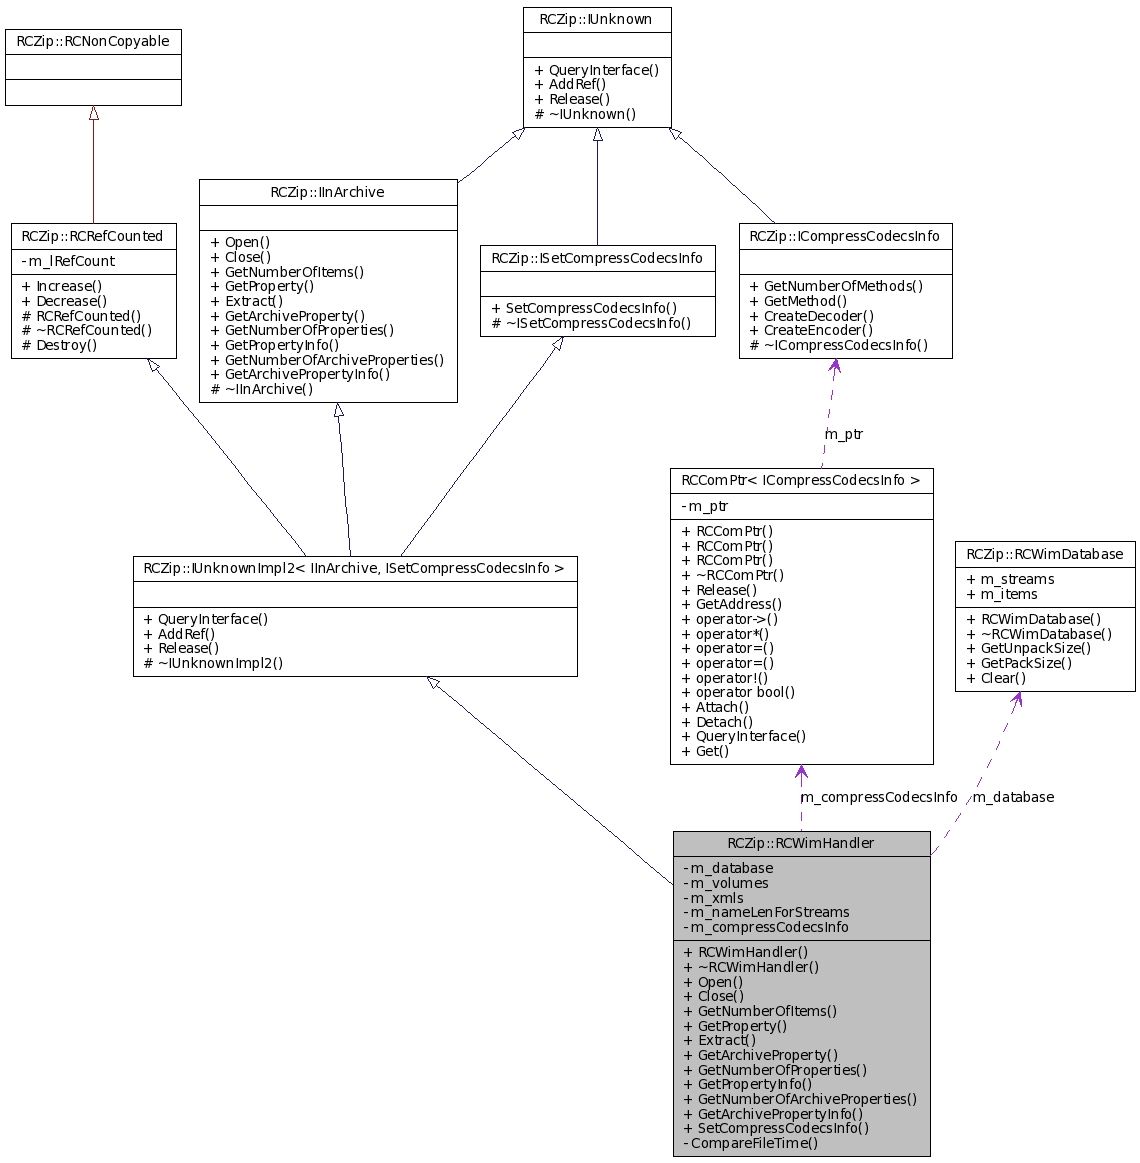 RCZip::RCNonCopyable
RCZip::IUnknown
+ QueryInterface()
+ AddRef()
+ Release()
# ~IUnknown()
RCZip::RCRefCounted
- m_lRefCount
+ Increase()
+ Decrease()
# RCRefCounted()
# ~RCRefCounted()
# Destroy()
RCZip::IInArchive
+ Open()
+ Close()
+ GetNumberOfItems()
+ GetProperty()
+ Extract()
+ GetArchiveProperty()
+ GetNumberOfProperties()
+ GetPropertyInfo()
+ GetNumberOfArchiveProperties()
+ GetArchivePropertyInfo()
# ~IInArchive()
RCZip::ISetCompressCodecsInfo
+ SetCompressCodecsInfo()
# ~ISetCompressCodecsInfo()
RCZip::ICompressCodecsInfo
+ GetNumberOfMethods()
+ GetMethod()
+ CreateDecoder()
+ CreateEncoder()
# ~ICompressCodecsInfo()
m_ptr
RCZip::IUnknownImpl2< IInArchive, ISetCompressCodecsInfo >
+ QueryInterface()
+ AddRef()
+ Release()
# ~IUnknownImpl2()
RCComPtr< ICompressCodecsInfo >
- m_ptr
+ RCComPtr()
+ RCComPtr()
+ RCComPtr()
+ ~RCComPtr()
+ Release()
+ GetAddress()
+ operator->()
+ operator*()
+ operator=()
+ operator=()
+ operator!()
+ operator bool()
+ Attach()
+ Detach()
+ QueryInterface()
+ Get()
RCZip::RCWimDatabase
+ m_streams
+ m_items
+ RCWimDatabase()
+ ~RCWimDatabase()
+ GetUnpackSize()
+ GetPackSize()
+ Clear()
m_compressCodecsInfo
m_database
RCZip::RCWimHandler
- m_database
- m_volumes
- m_xmls
- m_nameLenForStreams
- m_compressCodecsInfo
+ RCWimHandler()
+ ~RCWimHandler()
+ Open()
+ Close()
+ GetNumberOfItems()
+ GetProperty()
+ Extract()
+ GetArchiveProperty()
+ GetNumberOfProperties()
+ GetPropertyInfo()
+ GetNumberOfArchiveProperties()
+ GetArchivePropertyInfo()
+ SetCompressCodecsInfo()
- CompareFileTime()